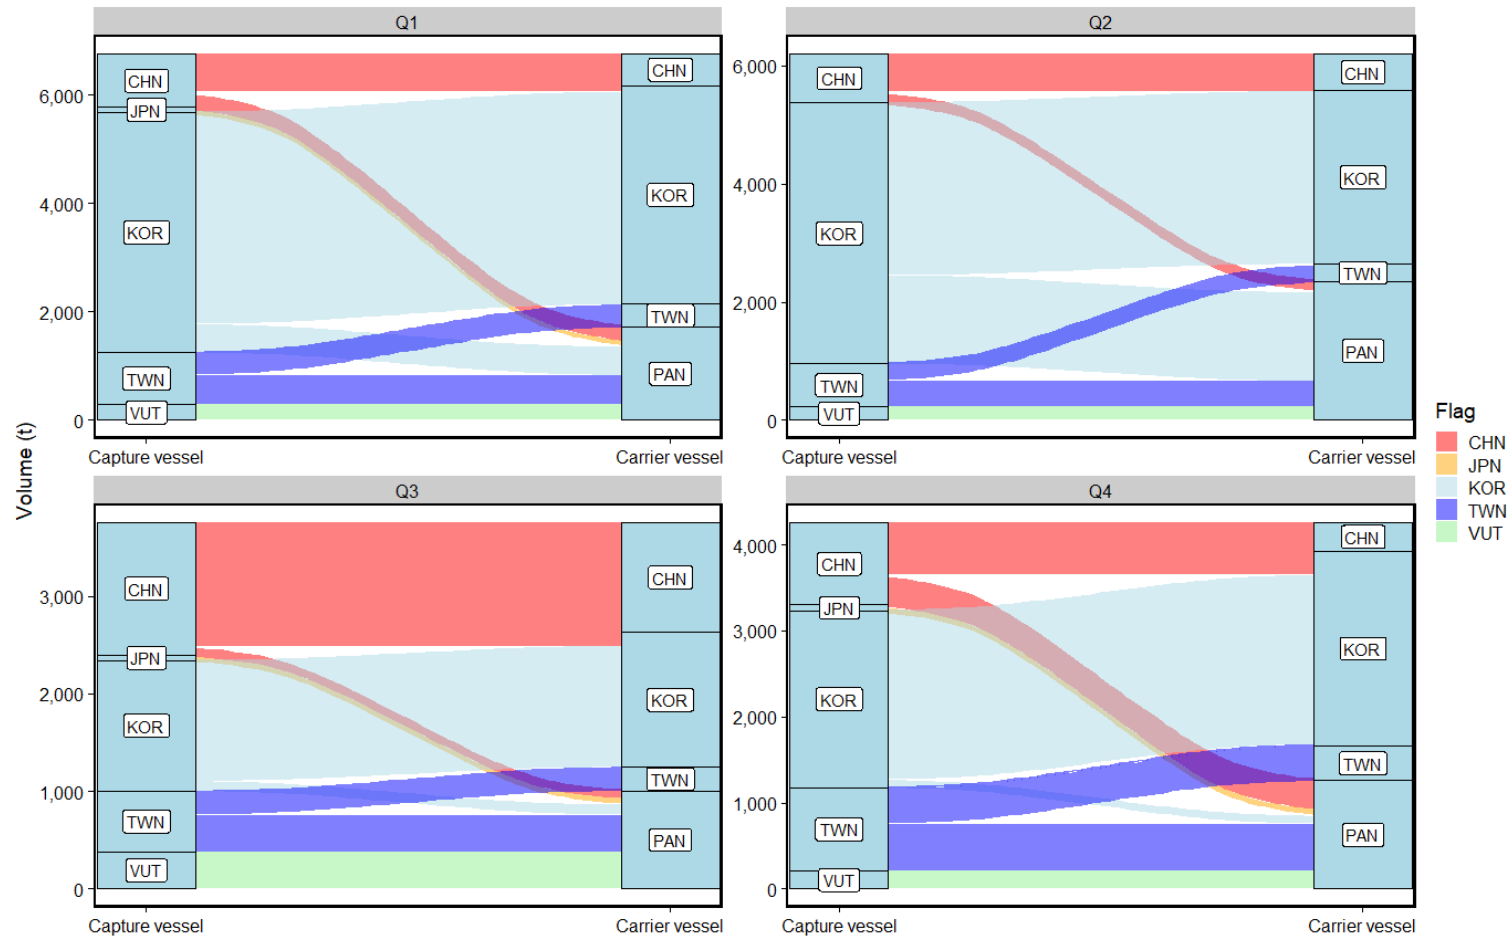 Q1
Q2
CHN
JPN
KOR
TWN
VUT
CHN
KOR
TWN
PAN
6,000
4,000
2,000
0
Capture vessel
Carrier vessel
CHN
KOR
TWN
VUT
CHN
KOR
TWN
PAN
6,000
4,000
2,000
0
Capture vessel
Carrier vessel
Volume (t)
Q3
Q4
CHN
JPN
KOR
TWN
VUT
CHN
KOR
TWN
PAN
3,000
2,000
1,000
0
Capture vessel
Carrier vessel
CHN
JPN
KOR
TWN
VUT
CHN
KOR
TWN
PAN
4,000
3,000
2,000
1,000
0
Capture vessel
Carrier vessel
Flag
CHN
JPN
KOR
TWN
VUT